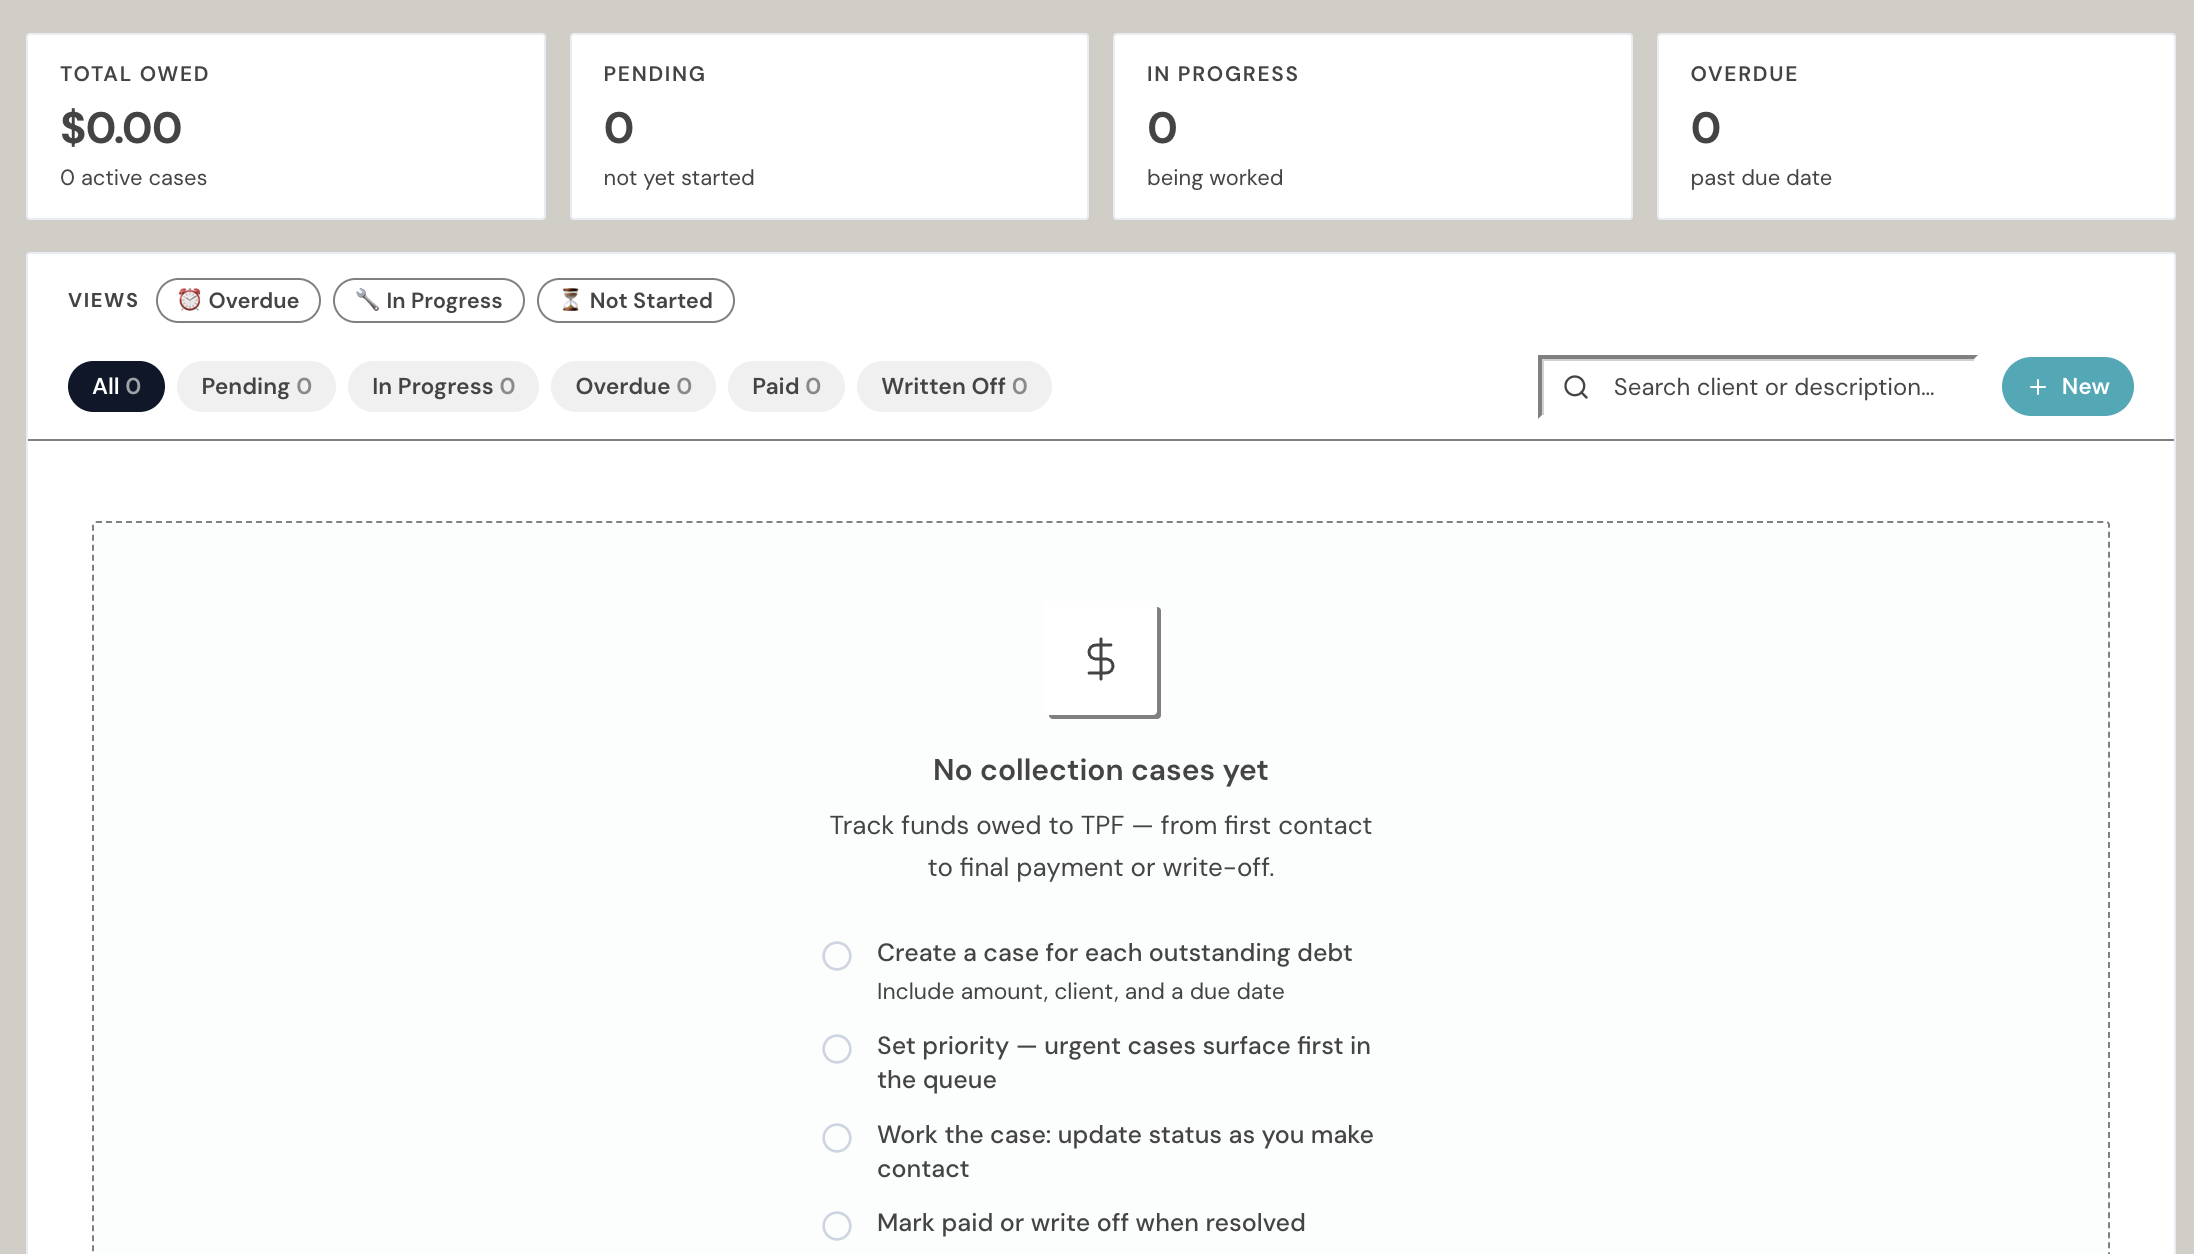 TOTAL OWED
$0.00
0 active cases
PENDING
0
not yet started
IN PROGRESS
0
being worked
OVERDUE
0
past due date
VIEWS
Overdue
In Progress
Not Started
All 0
Pending 0
In Progress 0
Overdue 0
Paid 0
Written Off 0
Search client or description...
+ New
$
No collection cases yet
Track funds owed to TPF — from first contact
to final payment or write-off.
Create a case for each outstanding debt
Include amount, client, and a due date
Set priority — urgent cases surface first in
the queue
Work the case: update status as you make
contact
Mark paid or write off when resolved